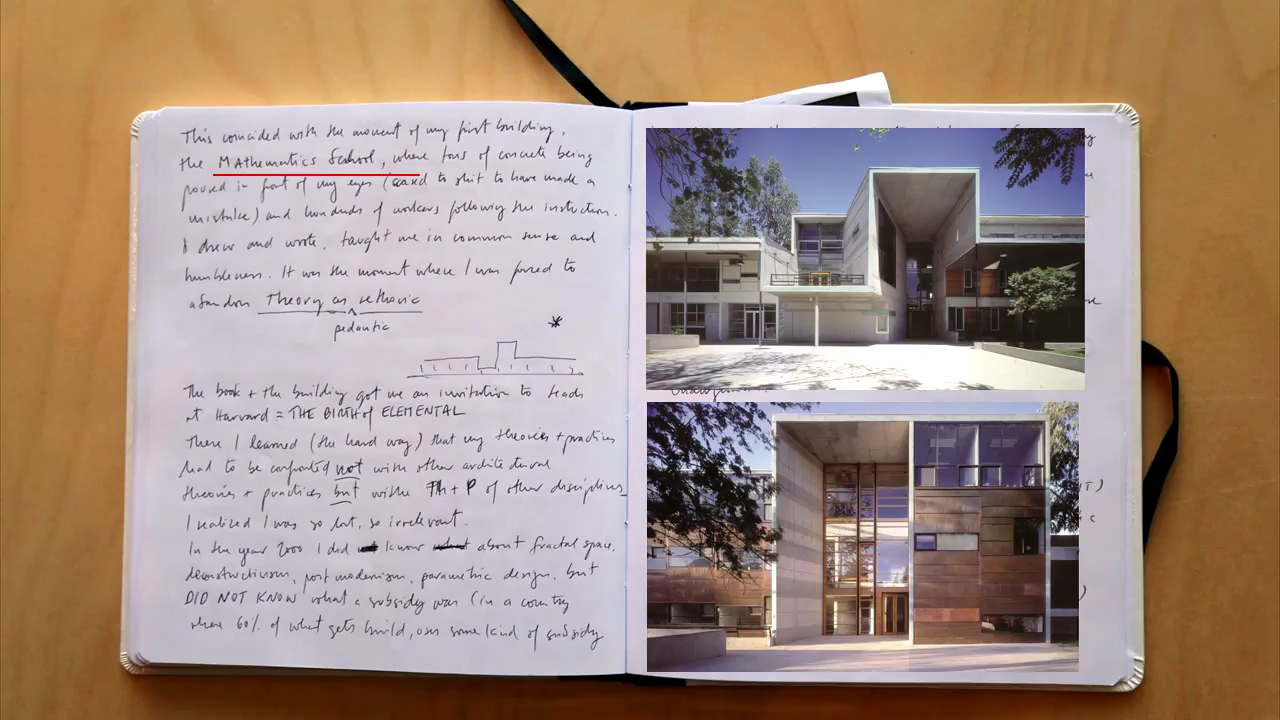 This coincided with the moment of my first building,
the MAthematics School, where tons of concrete being
poured in front of my eyes (scared to shit to have made a
mistake) and hundreds of workers following the instructions
I drew and wrote, taught me in common sense and
humbleness. It was the moment where I was forced to
abandon Theory as rethoric
^
pedantic
*
The book + the building got me an invitation to teach
at Harvard = THE BIRTH of ELEMENTAL
There I learned (the hard way) that my theories + practices
had to be confronted not with other architectural
theories + practices but with the Th + P of other disciplines
I realized I was so lost, so irrelevant.
In the year 2000 I did know about fractal space,
deconstructivism, post modernism, parametric design, but
DID NOT KNOW what a subsidy was (in a country
where 60% of what gets build, uses some kind of subsidy